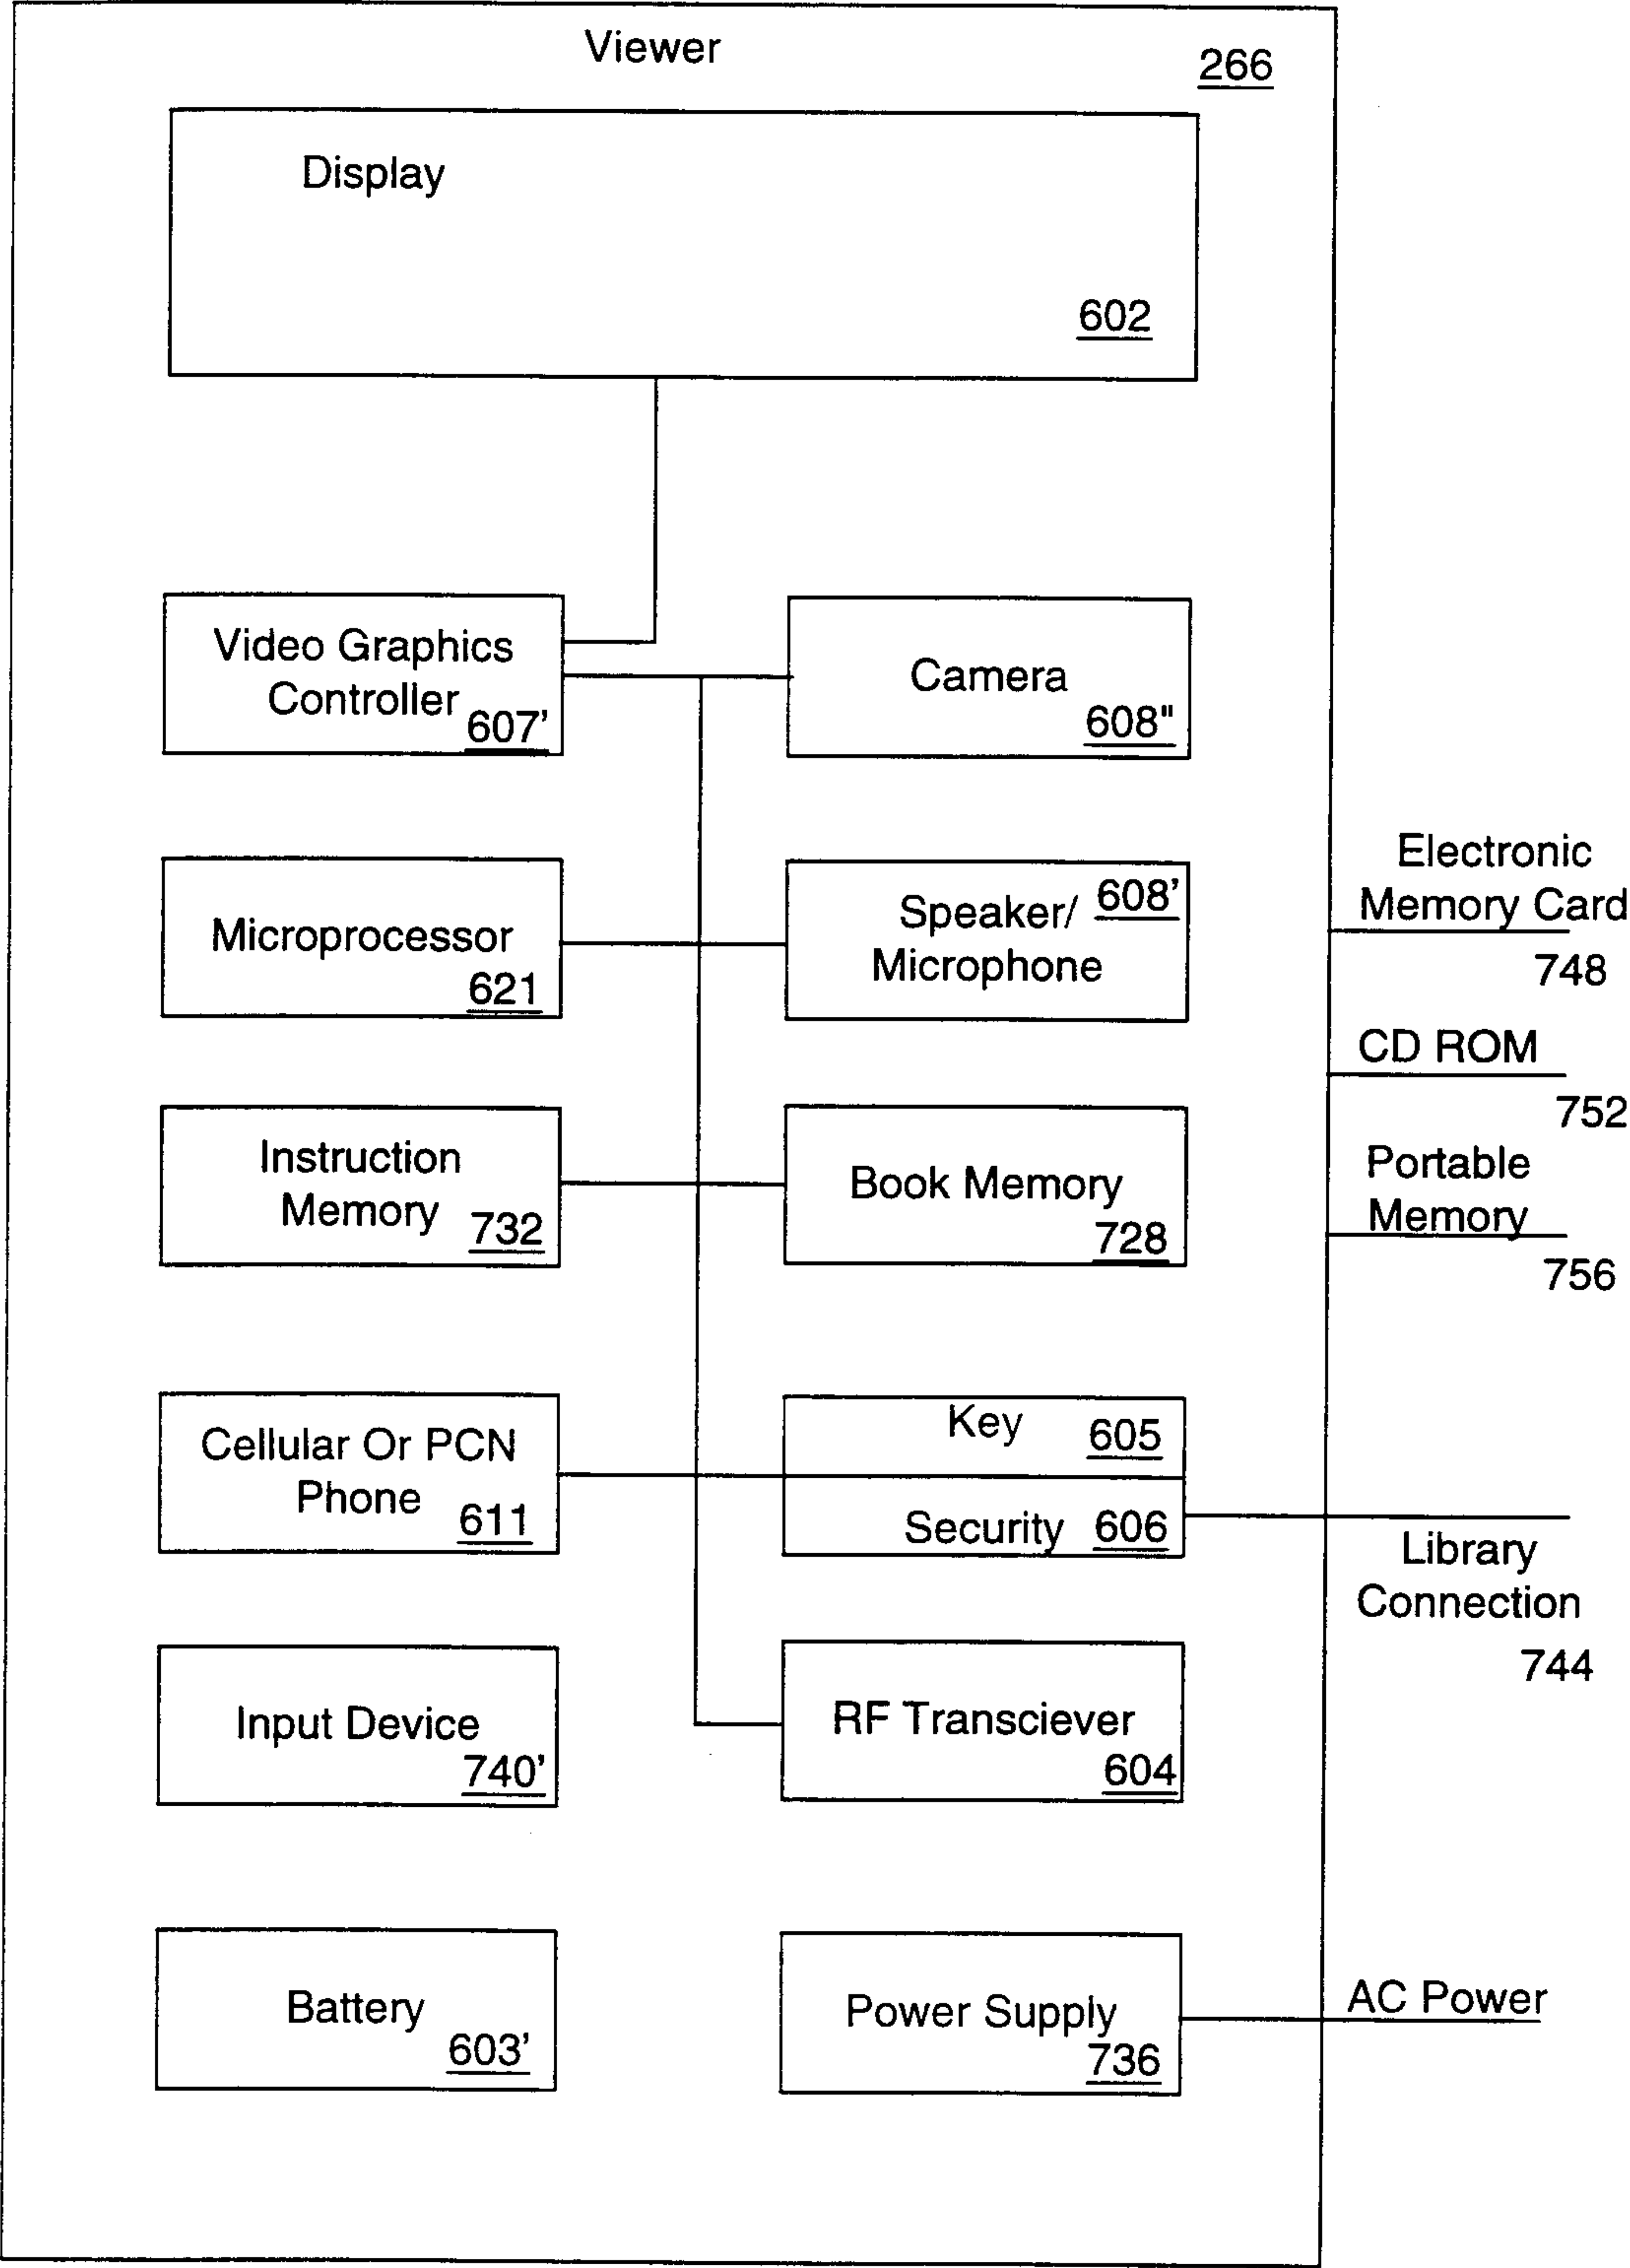 Viewer
266
Display
602
Video Graphics
Controller
607'
Camera
608"
Microprocessor
621
Speaker/
608'
Microphone
Electronic
Memory Card
748
CD ROM
752
Instruction
Memory
732
Book Memory
728
Portable
Memory
756
Cellular Or PCN
Phone
611
Key 605
Security 606
Library
Connection
744
Input Device
740'
RF Transciever
604
Battery
603'
Power Supply
736
AC Power